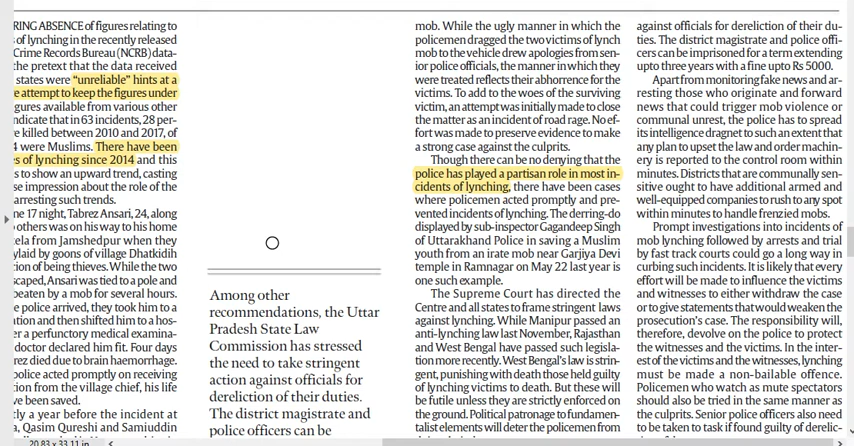 RING ABSENCE of figures relating to
of lynching in the recently released
Crime Records Bureau (NCRB) data-
he pretext that the data received
states were "unreliable" hints at a
e attempt to keep the figures under
gures available from various other
ndicate that in 63 incidents, 28 per-
e killed between 2010 and 2017, of
4 were Muslims. There have been
s of lynching since 2014 and this
s to show an upward trend, casting
se impression about the role of the
arresting such trends.
ne 17 night, Tabrez Ansari, 24, along
others was on his way to his home
ela from Jamshedpur when they
ylaid by goons of village Dhatkidih
ion of being thieves. While the two
scaped, Ansari was tied to a pole and
beaten by a mob for several hours.
e police arrived, they took him to a
tion and then shifted him to a hos-
er a perfunctory medical examina-
doctor declared him fit. Four days
rez died due to brain haemorrhage.
police acted promptly on receiving
tion from the village chief, his life
ve been saved.
tly a year before the incident at
a, Qasim Qureshi and Samiuddin
Among other
recommendations, the Uttar
Pradesh State Law
Commission has stressed
the need to take stringent
action against officials for
dereliction of their duties.
The district magistrate and
police officers can be
mob. While the ugly manner in which the
policemen dragged the two victims of lynch
mob to the vehicle drew apologies from sen-
ior police officials, the manner in which they
were treated reflects their abhorrence for the
victims. To add to the woes of the surviving
victim, an attempt was initially made to close
the matter as an incident of road rage. No ef-
fort was made to preserve evidence to make
a strong case against the culprits.
Though there can be no denying that the
police has played a partisan role in most in-
cidents of lynching, there have been cases
where policemen acted promptly and pre-
vented incidents of lynching. The derring-do
displayed by sub-inspector Gagandeep Singh
of Uttarakhand Police in saving a Muslim
youth from an irate mob near Garjiya Devi
temple in Ramnagar on May 22 last year is
one such example.
The Supreme Court has directed the
Centre and all states to frame stringent laws
against lynching. While Manipur passed an
anti-lynching law last November, Rajasthan
and West Bengal have passed such legisla-
tion more recently. West Bengal's law is strin-
gent, punishing with death those held guilty
of lynching victims to death. But these will
be futile unless they are strictly enforced on
the ground. Political patronage to fundamen-
talist elements will deter the policemen from
against officials for dereliction of their du-
ties. The district magistrate and police offi-
cers can be imprisoned for a term extending
upto three years with a fine upto Rs 5000.
Apart from monitoring fake news and ar-
resting those who originate and forward
news that could trigger mob violence or
communal unrest, the police has to spread
its intelligence dragnet to such an extent that
any plan to upset the law and order machin-
ery is reported to the control room within
minutes. Districts that are communally sen-
sitive ought to have additional armed and
well-equipped companies to rush to any spot
within minutes to handle frenzied mobs.
Prompt investigations into incidents of
mob lynching followed by arrests and trial
by fast track courts could go a long way in
curbing such incidents. It is likely that every
effort will be made to influence the victims
and witnesses to either withdraw the case
or to give statements that would weaken the
prosecution's case. The responsibility will,
therefore, devolve on the police to protect
the witnesses and the victims. In the inter-
est of the victims and the witnesses, lynching
must be made a non-bailable offence.
Policemen who watch as mute spectators
should also be tried in the same manner as
the culprits. Senior police officers also need
to be taken to task if found guilty of derelic-
20.83 x 33.11 in